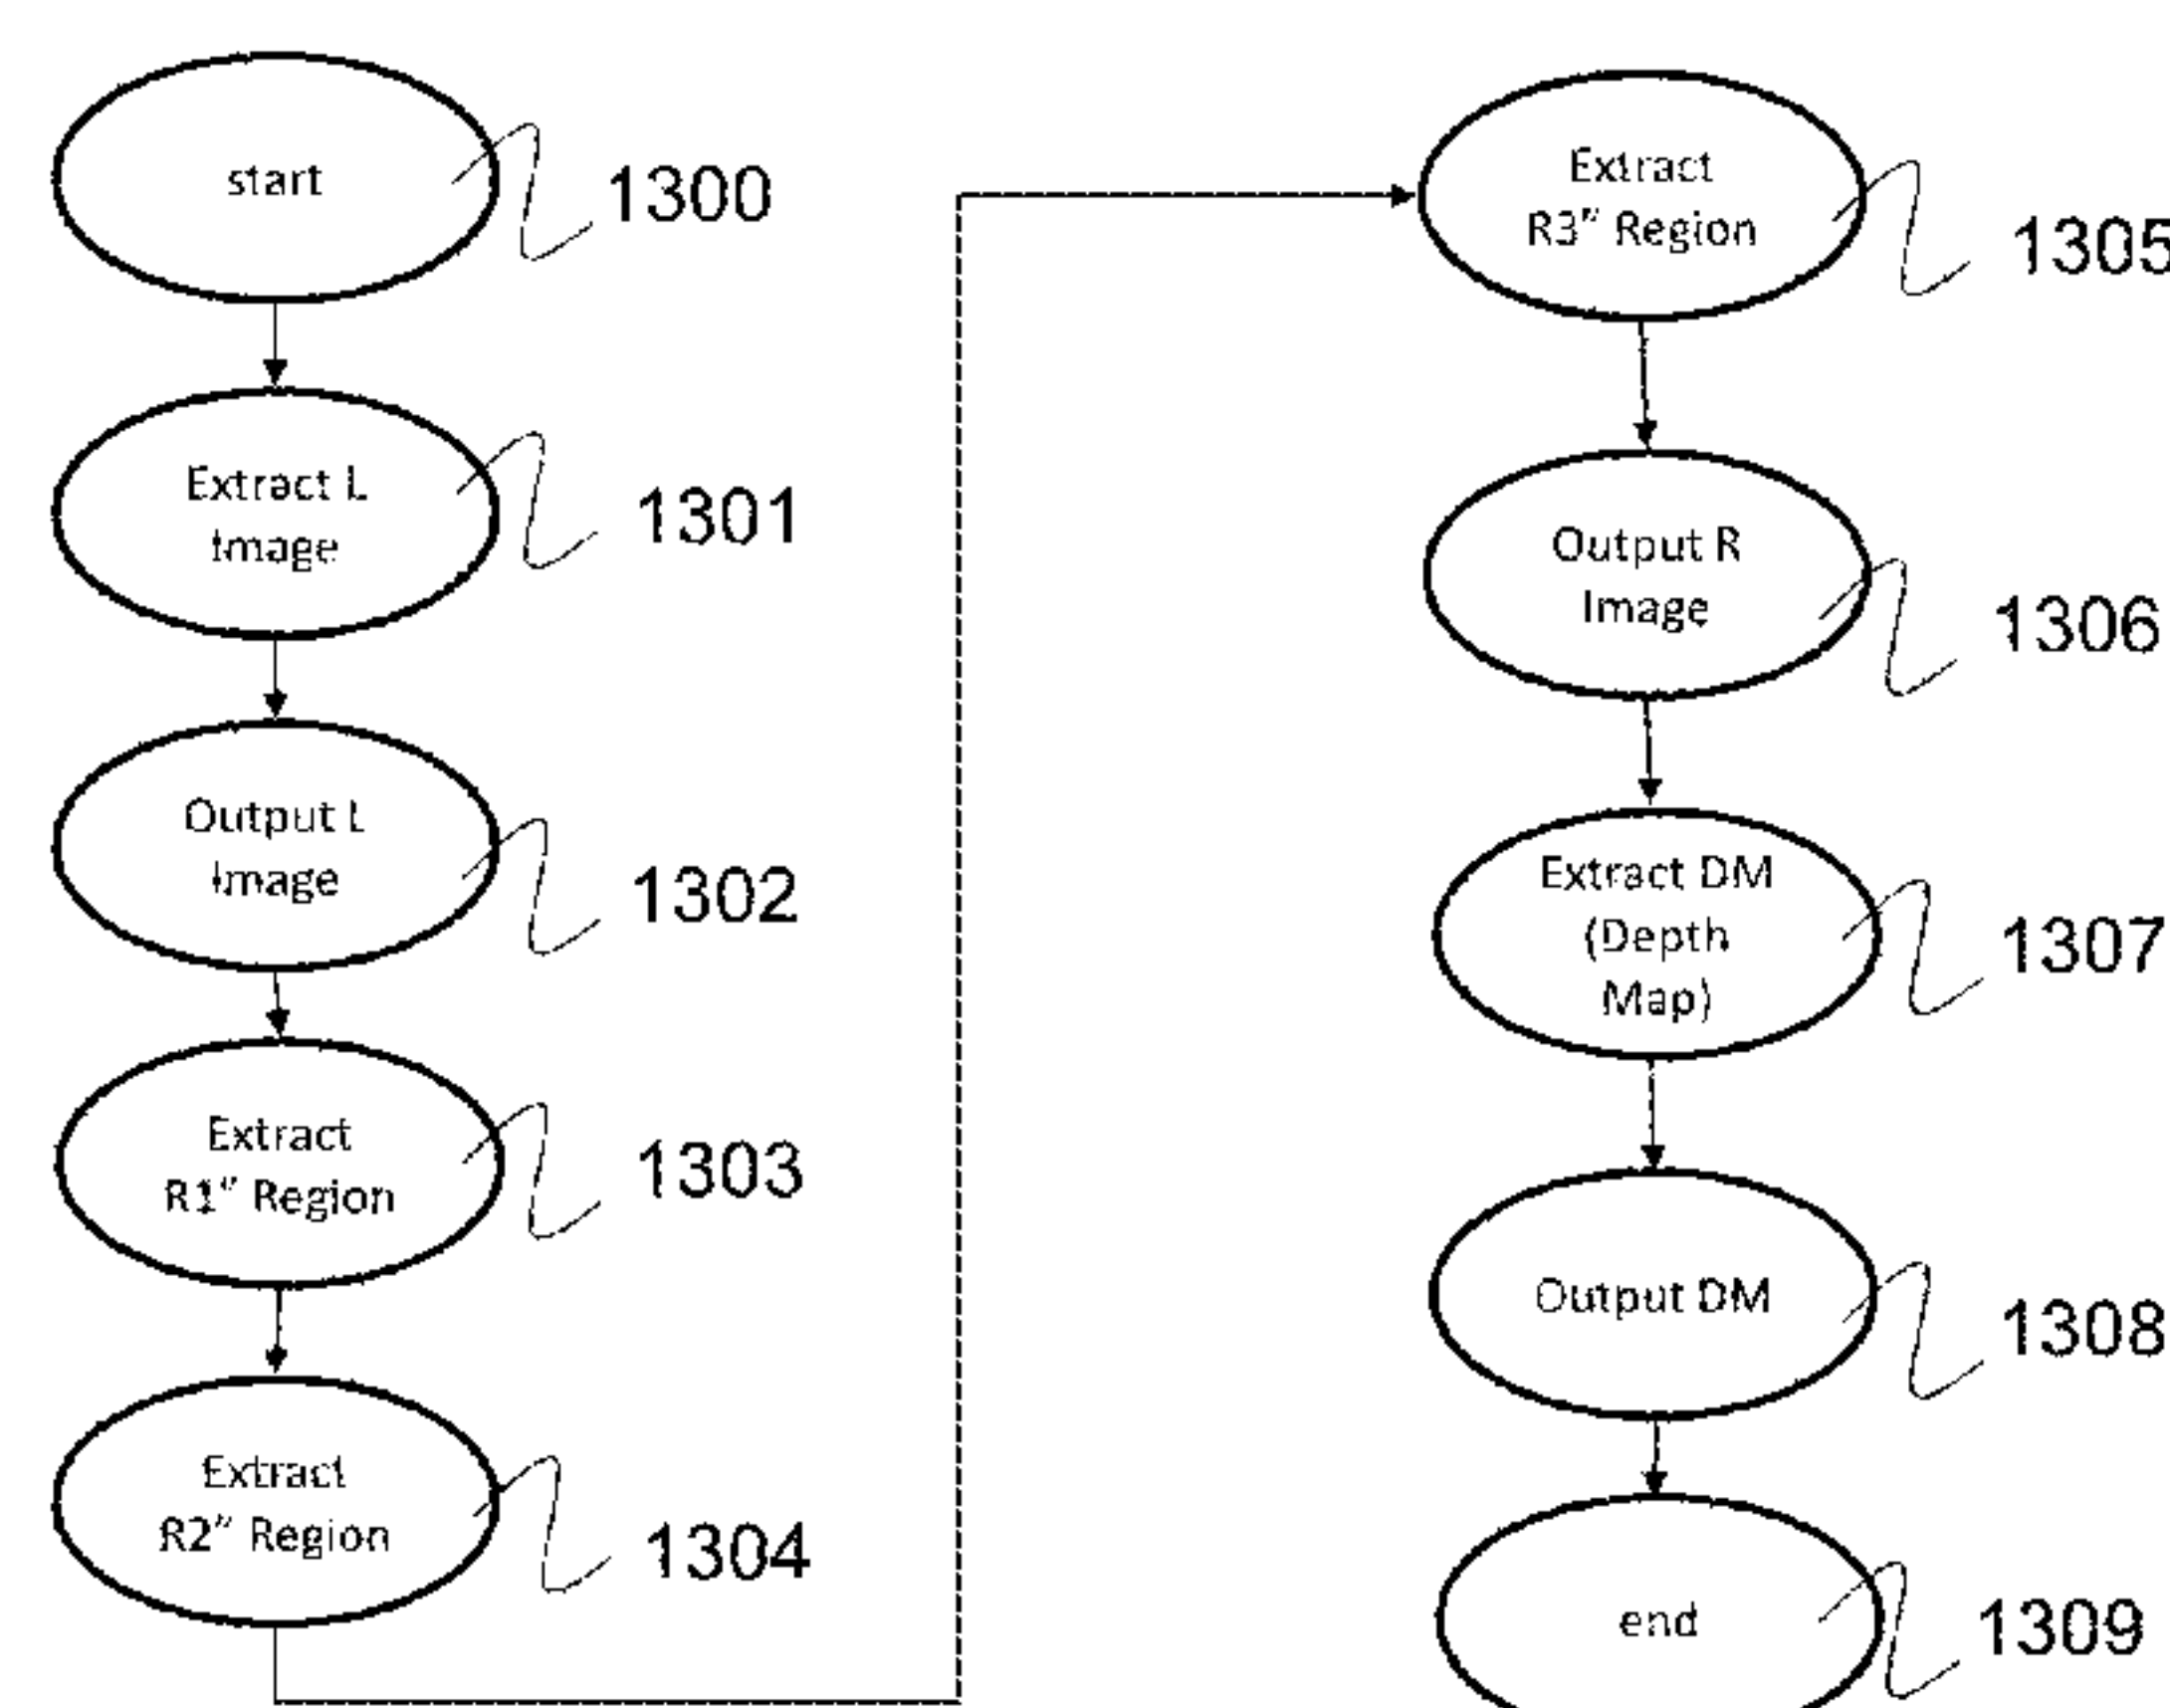 start
1300
Extract L
Image
1301
Output L
Image
1302
Extract
R1" Region
1303
Extract
R2" Region
1304
Extract
R3" Region
1305
Output R
Image
1306
Extract DM
(Depth
Map)
1307
Output DM
1308
end
1309